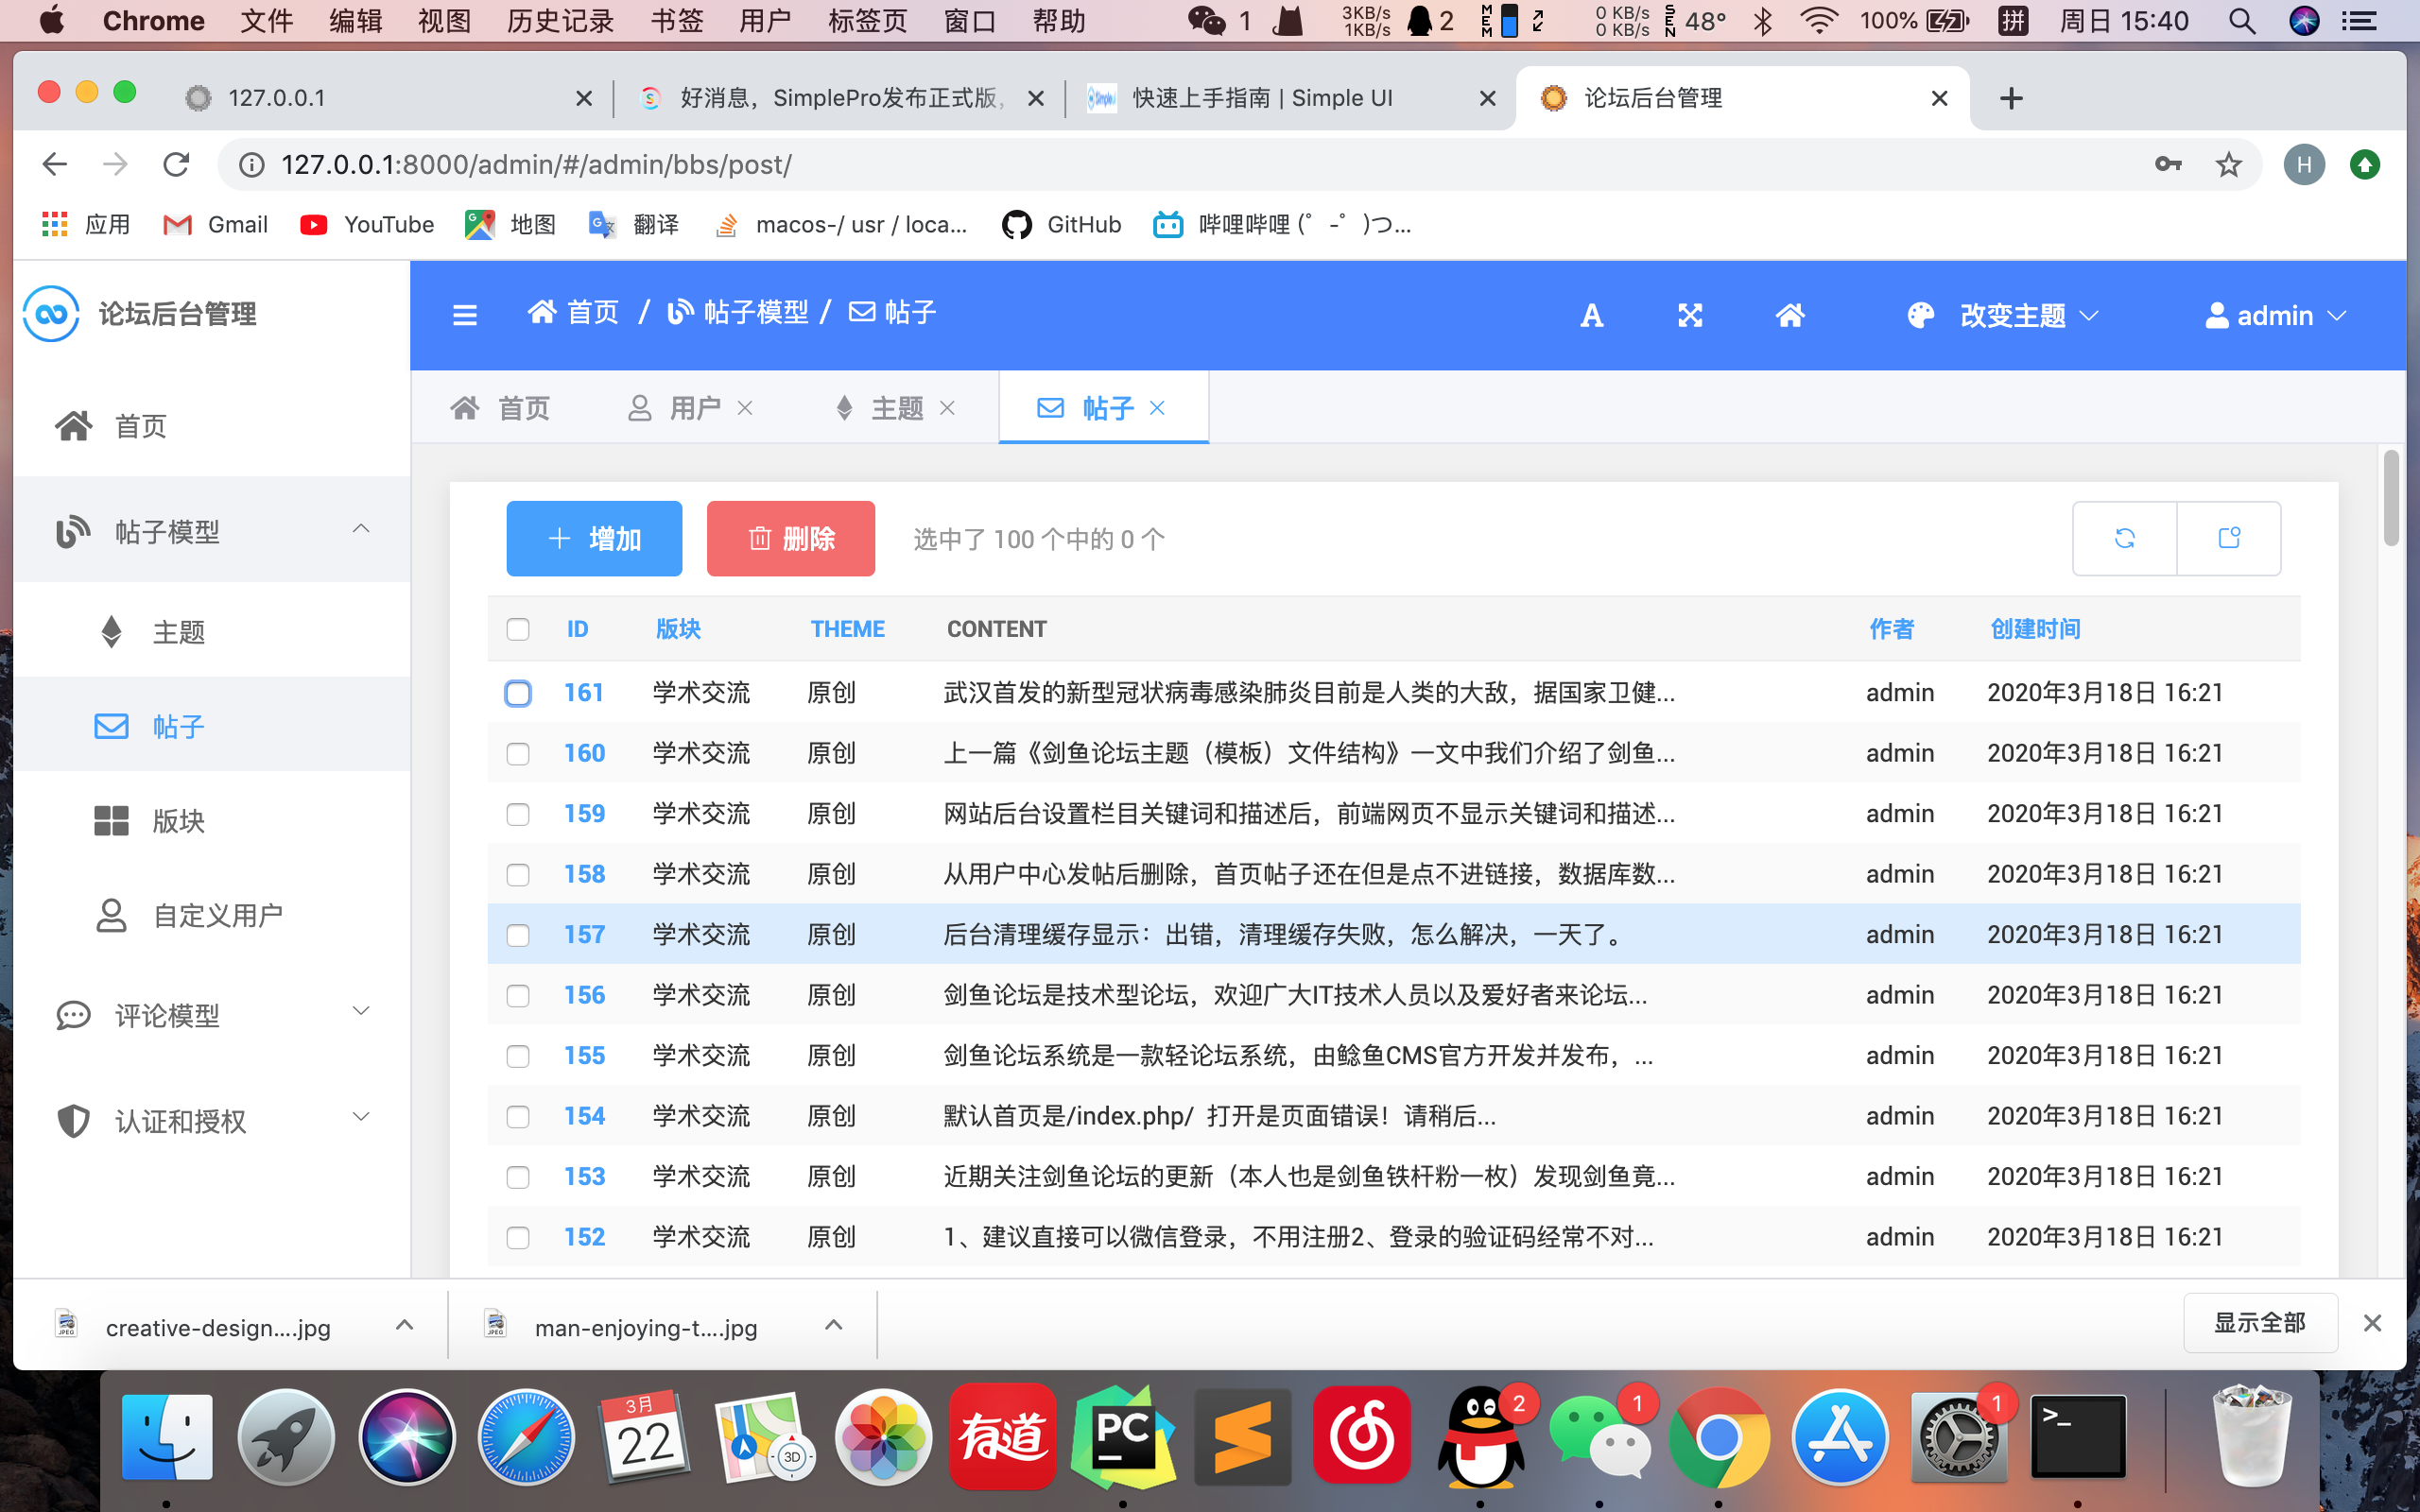 Chrome 文件 编辑 视图 历史记录 书签 用户 标签页 窗口 帮助 1 3KB/s 1KB/s 2 MEM 0 KB/s 0 KB/s SEN 48° 100% 拼 周日 15:40
127.0.0.1 好消息，SimplePro发布正式版， 快速上手指南 | Simple UI 论坛后台管理
127.0.0.1:8000/admin/#/admin/bbs/post/ H
应用 Gmail YouTube 地图 翻译 macos-/ usr / loca... GitHub 哔哩哔哩 (゜-゜)つ...
论坛后台管理 首页 / 帖子模型 / 帖子 A 改变主题 admin
首页 用户 主题 帖子
首页
帖子模型
主题
帖子
版块
自定义用户
评论模型
认证和授权
增加 删除 选中了 100 个中的 0 个
ID 版块 THEME CONTENT 作者 创建时间
161 学术交流 原创 武汉首发的新型冠状病毒感染肺炎目前是人类的大敌，据国家卫健... admin 2020年3月18日 16:21
160 学术交流 原创 上一篇《剑鱼论坛主题（模板）文件结构》一文中我们介绍了剑鱼... admin 2020年3月18日 16:21
159 学术交流 原创 网站后台设置栏目关键词和描述后，前端网页不显示关键词和描述... admin 2020年3月18日 16:21
158 学术交流 原创 从用户中心发帖后删除，首页帖子还在但是点不进链接，数据库数... admin 2020年3月18日 16:21
157 学术交流 原创 后台清理缓存显示：出错，清理缓存失败，怎么解决，一天了。 admin 2020年3月18日 16:21
156 学术交流 原创 剑鱼论坛是技术型论坛，欢迎广大IT技术人员以及爱好者来论坛... admin 2020年3月18日 16:21
155 学术交流 原创 剑鱼论坛系统是一款轻论坛系统，由鲶鱼CMS官方开发并发布，... admin 2020年3月18日 16:21
154 学术交流 原创 默认首页是/index.php/ 打开是页面错误！请稍后... admin 2020年3月18日 16:21
153 学术交流 原创 近期关注剑鱼论坛的更新（本人也是剑鱼铁杆粉一枚）发现剑鱼竟... admin 2020年3月18日 16:21
152 学术交流 原创 1、建议直接可以微信登录，不用注册2、登录的验证码经常不对... admin 2020年3月18日 16:21
JPEG creative-design....jpg JPEG man-enjoying-t....jpg 显示全部
3月 22 3D 有道 PC 2 1 1 >_